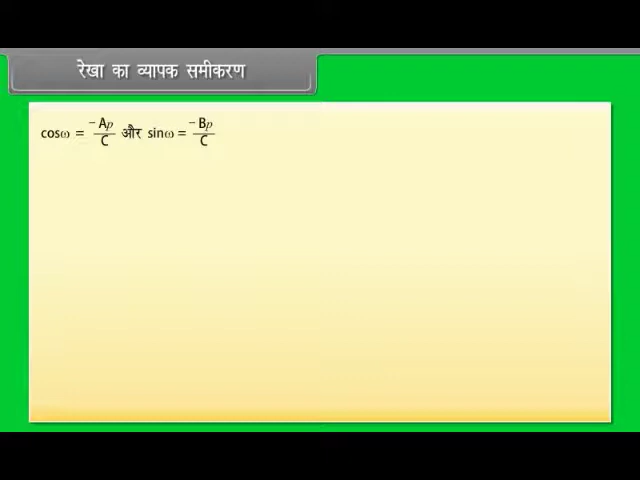 रेखा का व्यापक समीकरण
cosω = −Ap/C और sinω = −Bp/C